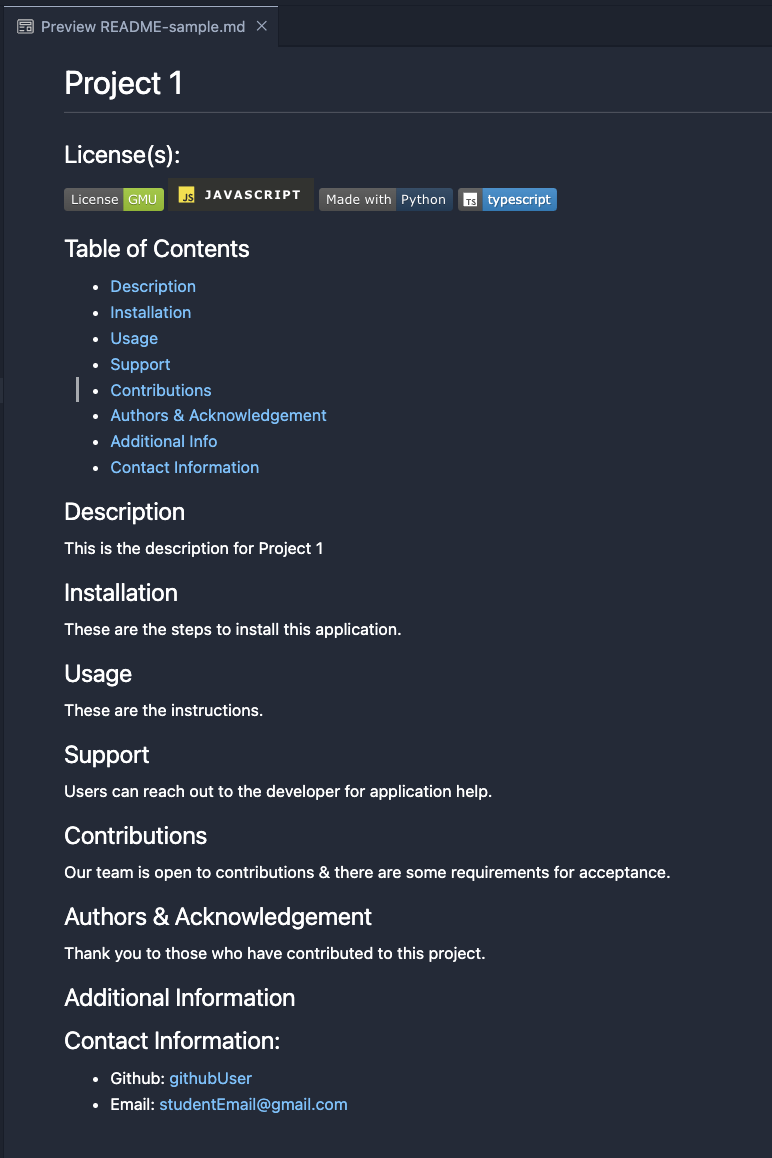 Preview README-sample.md
Project 1
License(s):
License GMU JS JAVASCRIPT Made with Python TS typescript
Table of Contents
Description
Installation
Usage
Support
Contributions
Authors & Acknowledgement
Additional Info
Contact Information
Description
This is the description for Project 1
Installation
These are the steps to install this application.
Usage
These are the instructions.
Support
Users can reach out to the developer for application help.
Contributions
Our team is open to contributions & there are some requirements for acceptance.
Authors & Acknowledgement
Thank you to those who have contributed to this project.
Additional Information
Contact Information:
Github: githubUser
Email: studentEmail@gmail.com